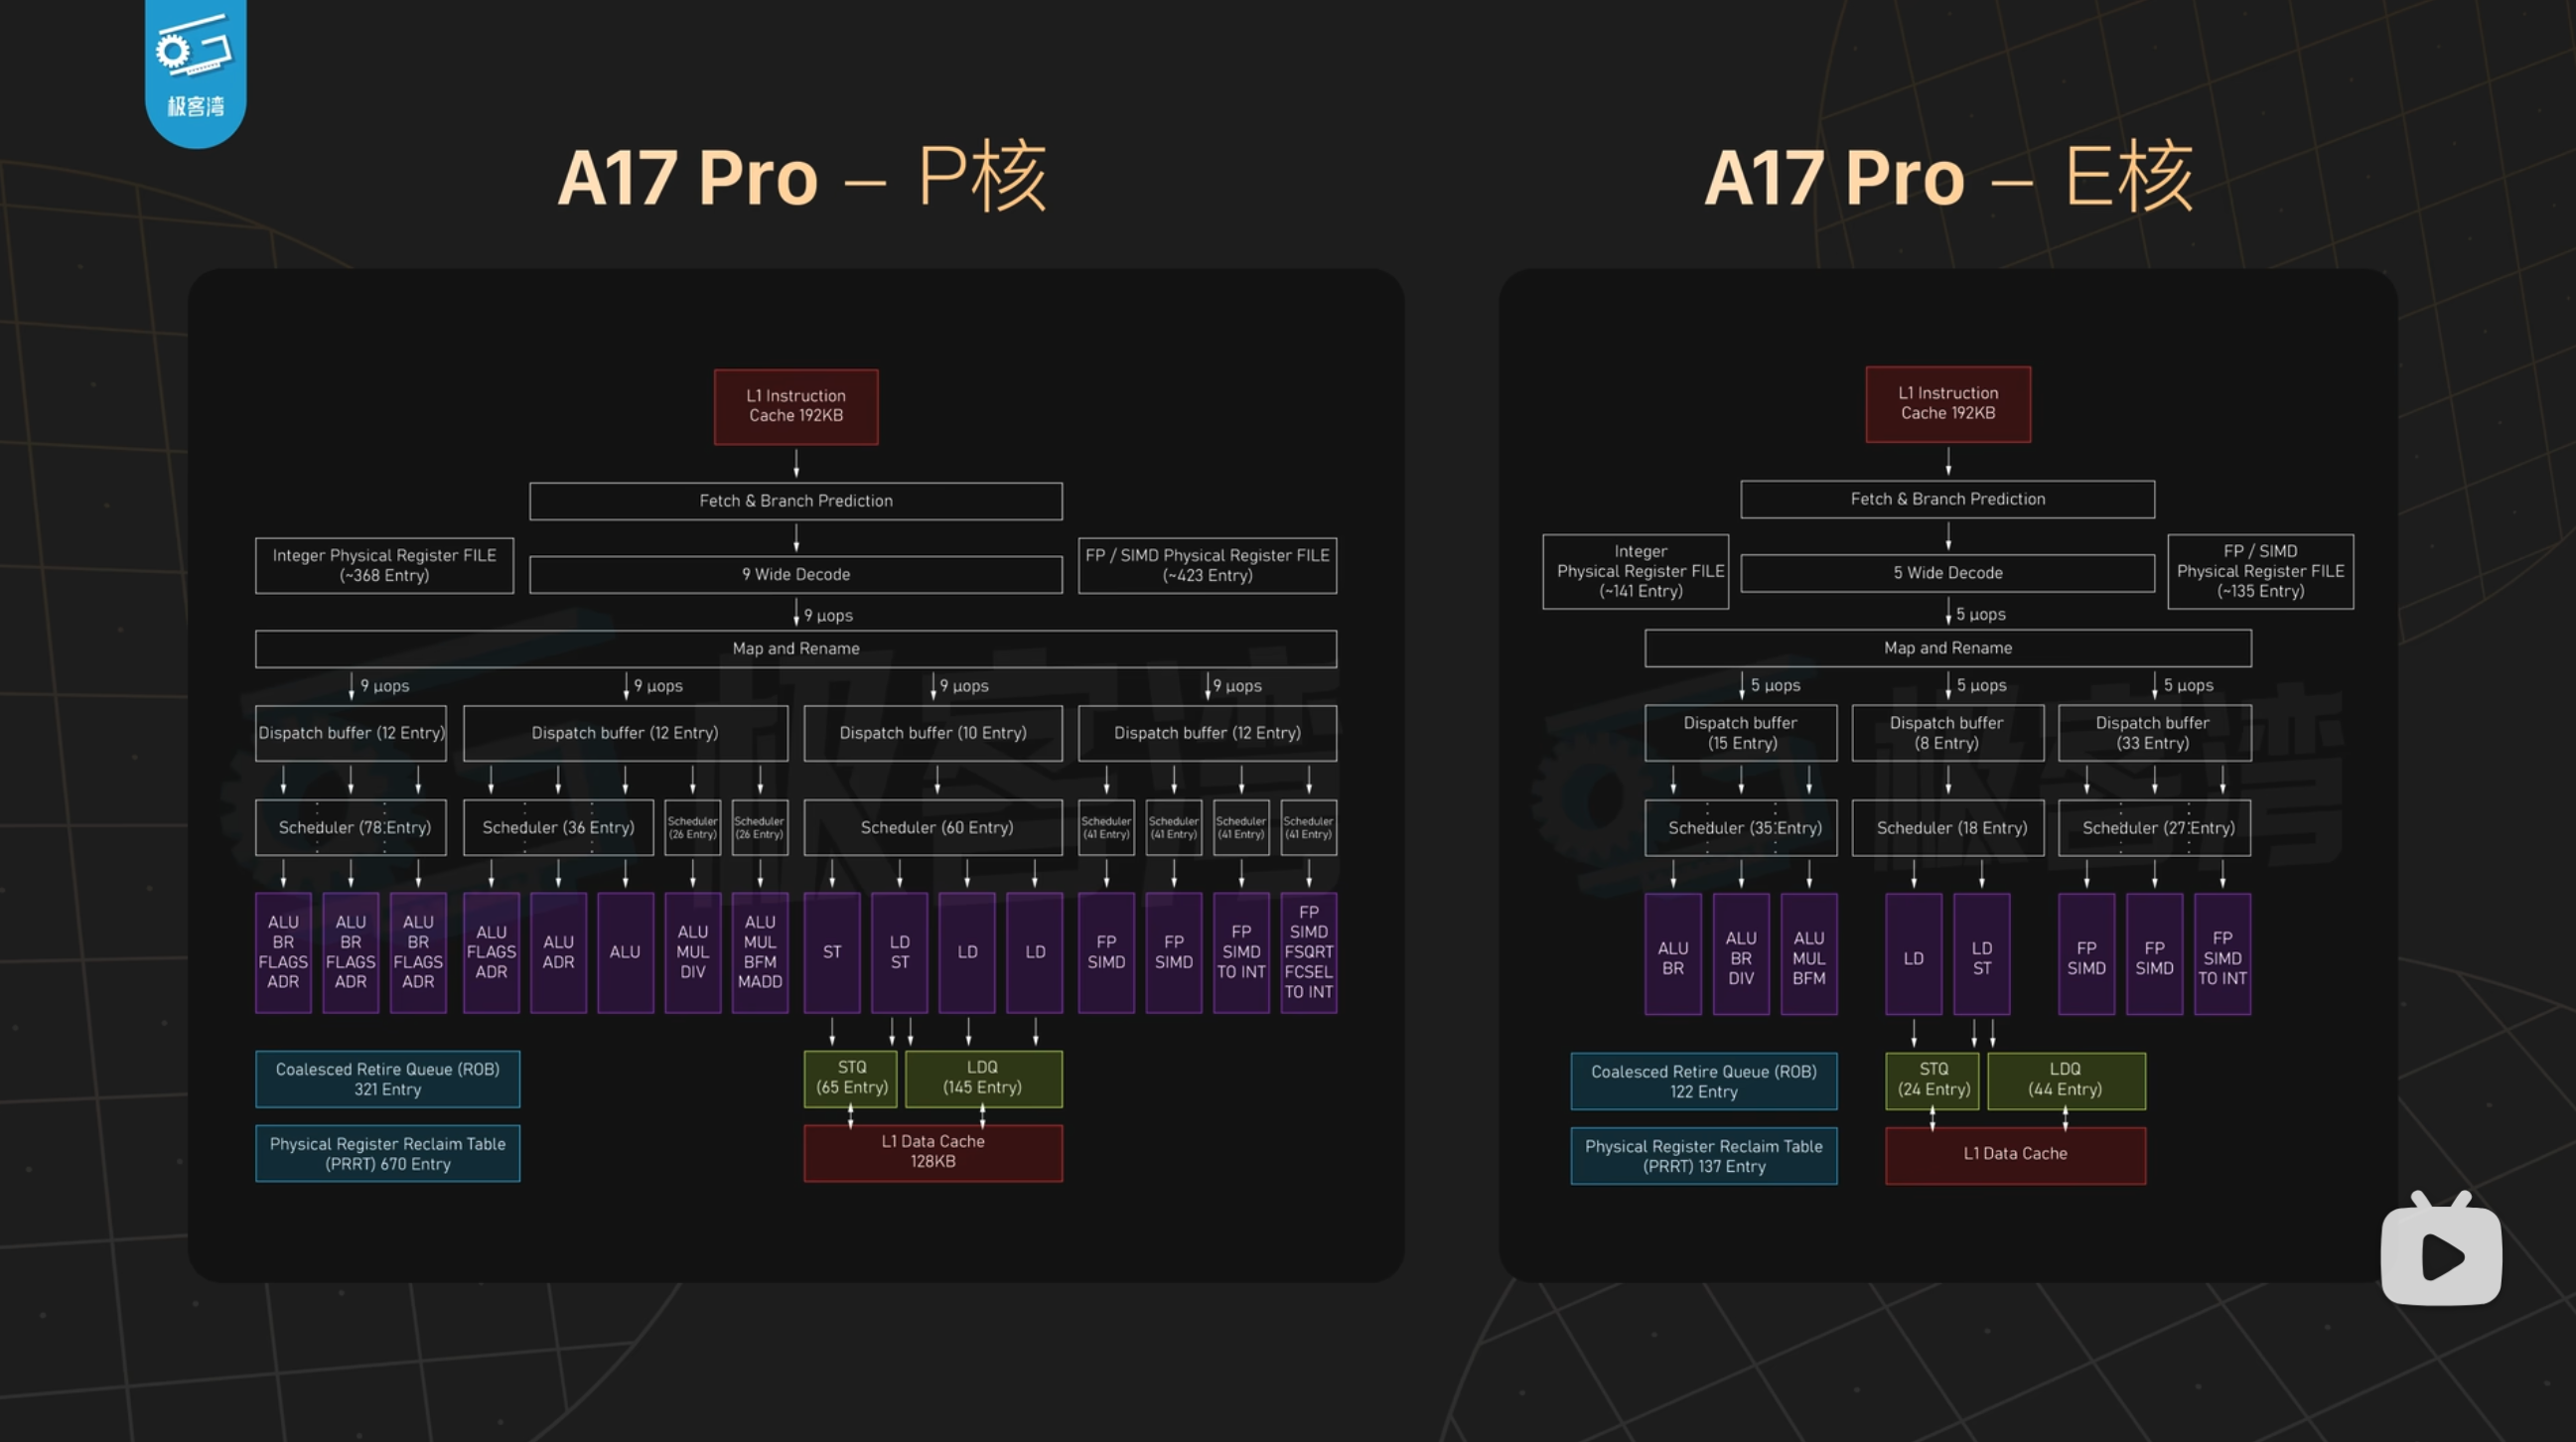 极客湾
A17 Pro – P核
L1 Instruction
Cache 192KB
Fetch & Branch Prediction
Integer Physical Register FILE
(~368 Entry)
9 Wide Decode
FP / SIMD Physical Register FILE
(~423 Entry)
9 μops
Map and Rename
9 μops
9 μops
9 μops
9 μops
Dispatch buffer (12 Entry)
Dispatch buffer (12 Entry)
Dispatch buffer (10 Entry)
Dispatch buffer (12 Entry)
Scheduler (78 Entry)
Scheduler (36 Entry)
Scheduler
(26 Entry)
Scheduler
(26 Entry)
Scheduler (60 Entry)
Scheduler
(41 Entry)
Scheduler
(41 Entry)
Scheduler
(41 Entry)
Scheduler
(41 Entry)
ALU
BR
FLAGS
ADR
ALU
BR
FLAGS
ADR
ALU
BR
FLAGS
ADR
ALU
FLAGS
ADR
ALU
ADR
ALU
ALU
MUL
DIV
ALU
MUL
BFM
MADD
ST
LD
ST
LD
LD
FP
SIMD
FP
SIMD
FP
SIMD
TO INT
FP
SIMD
FSQRT
FCSEL
TO INT
Coalesced Retire Queue (ROB)
321 Entry
STQ
(65 Entry)
LDQ
(145 Entry)
Physical Register Reclaim Table
(PRRT) 670 Entry
L1 Data Cache
128KB
极客湾
A17 Pro – E核
L1 Instruction
Cache 192KB
Fetch & Branch Prediction
Integer
Physical Register FILE
(~141 Entry)
5 Wide Decode
FP / SIMD
Physical Register FILE
(~135 Entry)
5 μops
Map and Rename
5 μops
5 μops
5 μops
Dispatch buffer
(15 Entry)
Dispatch buffer
(8 Entry)
Dispatch buffer
(33 Entry)
Scheduler (35 Entry)
Scheduler (18 Entry)
Scheduler (27 Entry)
ALU
BR
ALU
BR
DIV
ALU
MUL
BFM
LD
LD
ST
FP
SIMD
FP
SIMD
FP
SIMD
TO INT
Coalesced Retire Queue (ROB)
122 Entry
STQ
(24 Entry)
LDQ
(44 Entry)
Physical Register Reclaim Table
(PRRT) 137 Entry
L1 Data Cache
极客湾